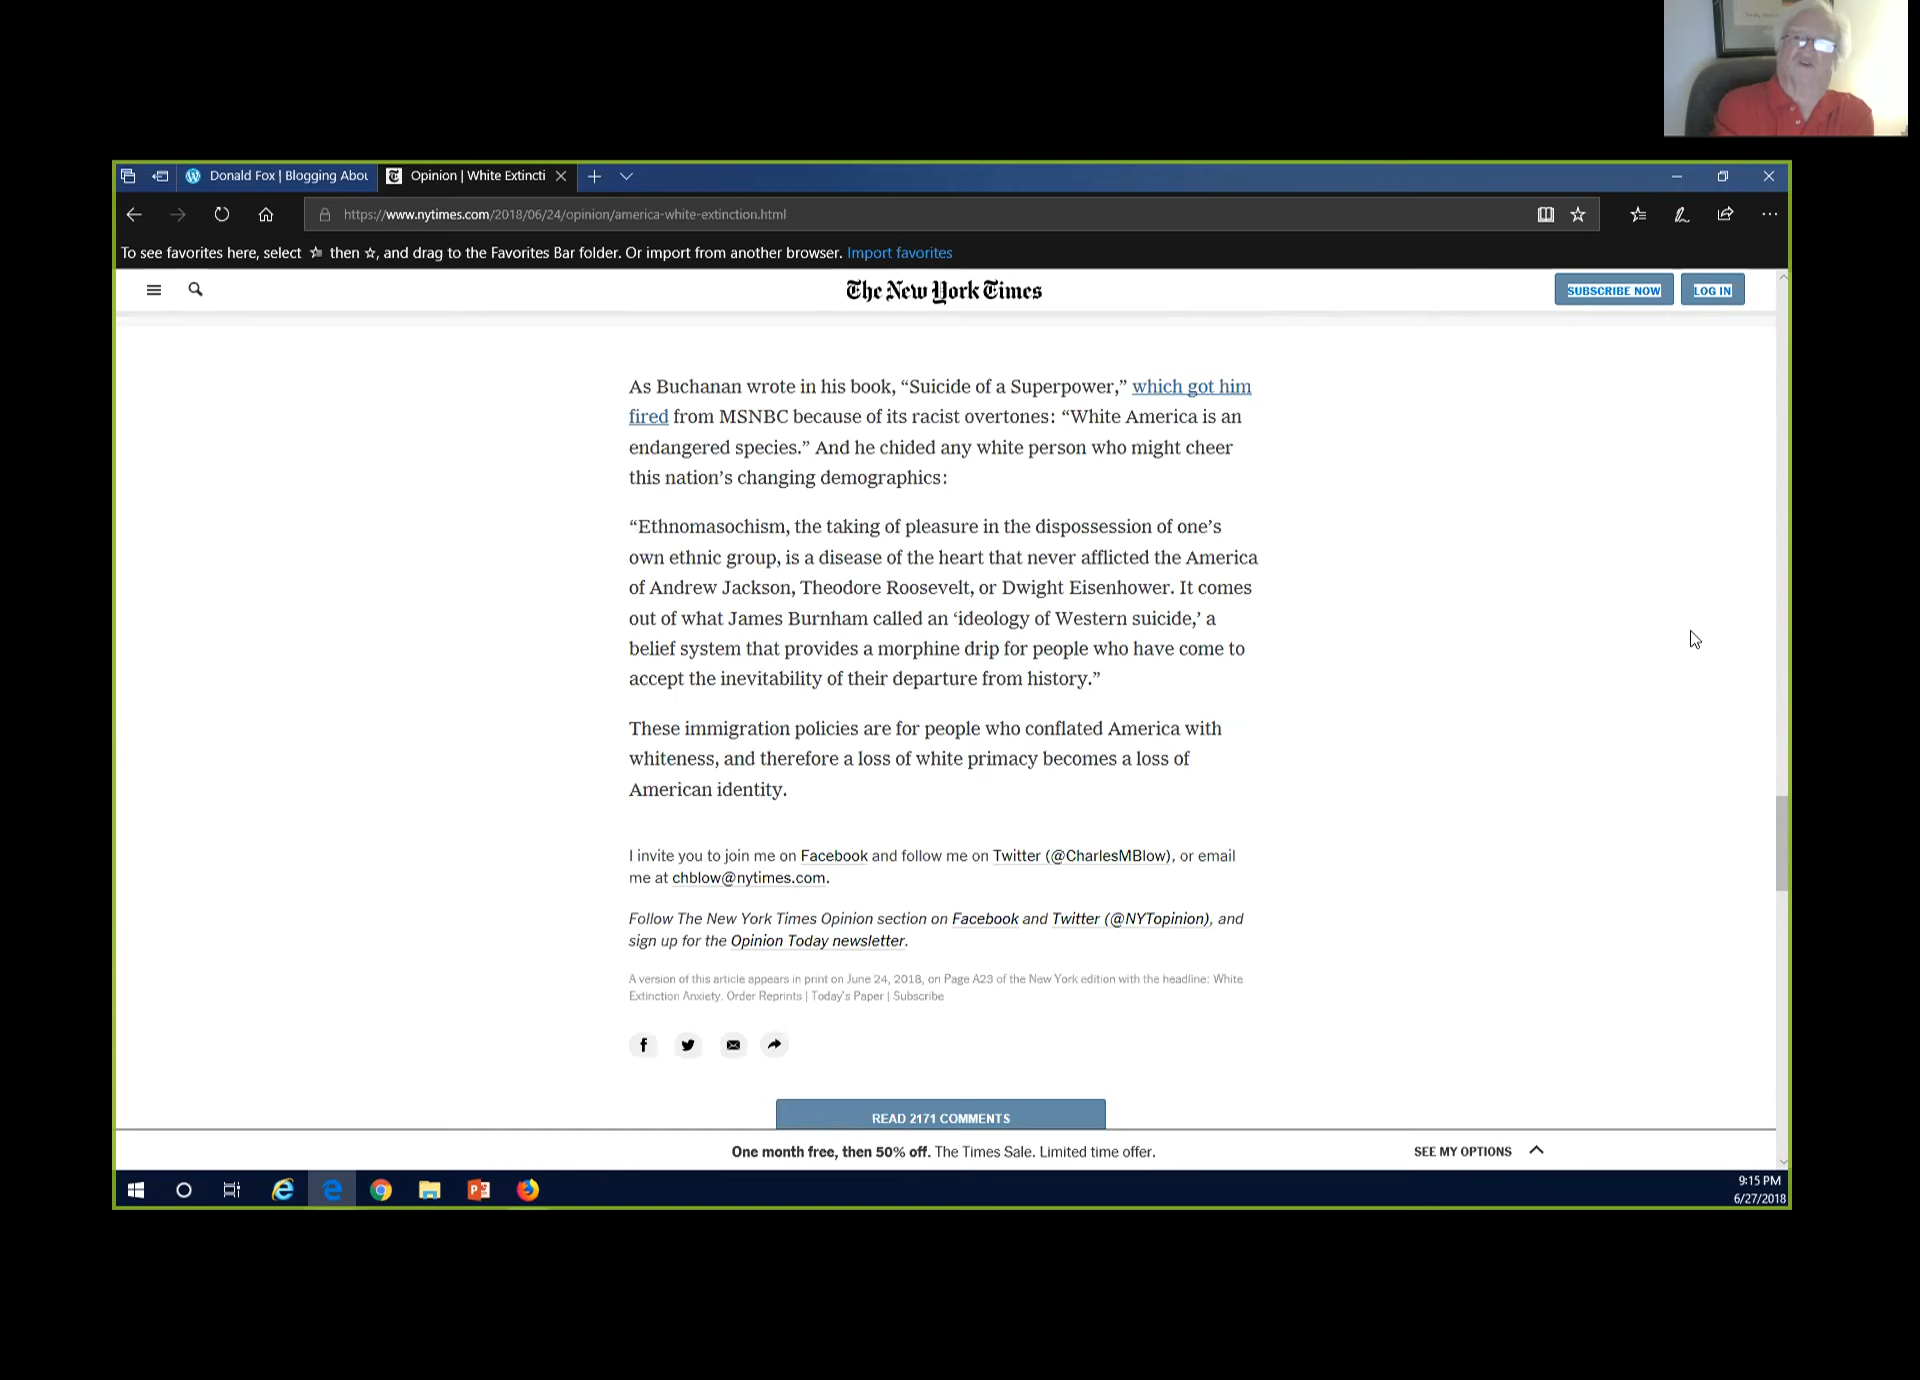 Donald Fox | Blogging Abou
Opinion | White Extincti
https://www.nytimes.com/2018/06/24/opinion/america-white-extinction.html
To see favorites here, select ☆ then ☆, and drag to the Favorites Bar folder. Or import from another browser. Import favorites
The New York Times
SUBSCRIBE NOW
LOG IN
As Buchanan wrote in his book, “Suicide of a Superpower,” which got him
fired from MSNBC because of its racist overtones: “White America is an
endangered species.” And he chided any white person who might cheer
this nation’s changing demographics:
“Ethnomasochism, the taking of pleasure in the dispossession of one’s
own ethnic group, is a disease of the heart that never afflicted the America
of Andrew Jackson, Theodore Roosevelt, or Dwight Eisenhower. It comes
out of what James Burnham called an ‘ideology of Western suicide,’ a
belief system that provides a morphine drip for people who have come to
accept the inevitability of their departure from history.”
These immigration policies are for people who conflated America with
whiteness, and therefore a loss of white primacy becomes a loss of
American identity.
I invite you to join me on Facebook and follow me on Twitter (@CharlesMBlow), or email
me at chblow@nytimes.com.
Follow The New York Times Opinion section on Facebook and Twitter (@NYTopinion), and
sign up for the Opinion Today newsletter.
A version of this article appears in print on June 24, 2018, on Page A23 of the New York edition with the headline: White
Extinction Anxiety. Order Reprints | Today's Paper | Subscribe
READ 2171 COMMENTS
One month free, then 50% off. The Times Sale. Limited time offer.
SEE MY OPTIONS
9:15 PM
6/27/2018